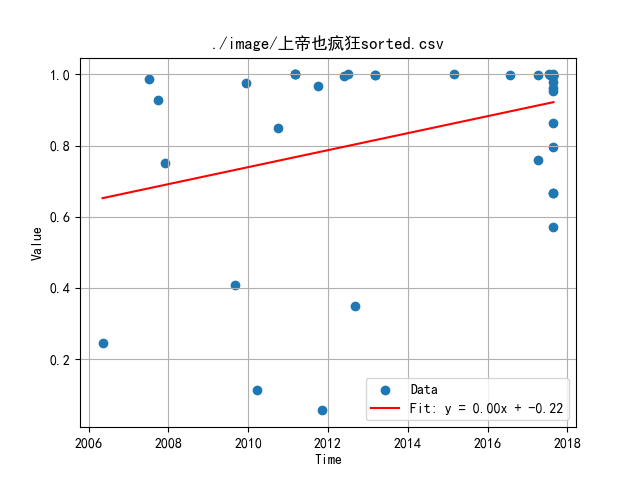 ./image/上帝也疯狂sorted.csv
1.0
0.8
0.6
0.4
0.2
Value
2006 2008 2010 2012 2014 2016 2018
Time
Data
Fit: y = 0.00x + -0.22